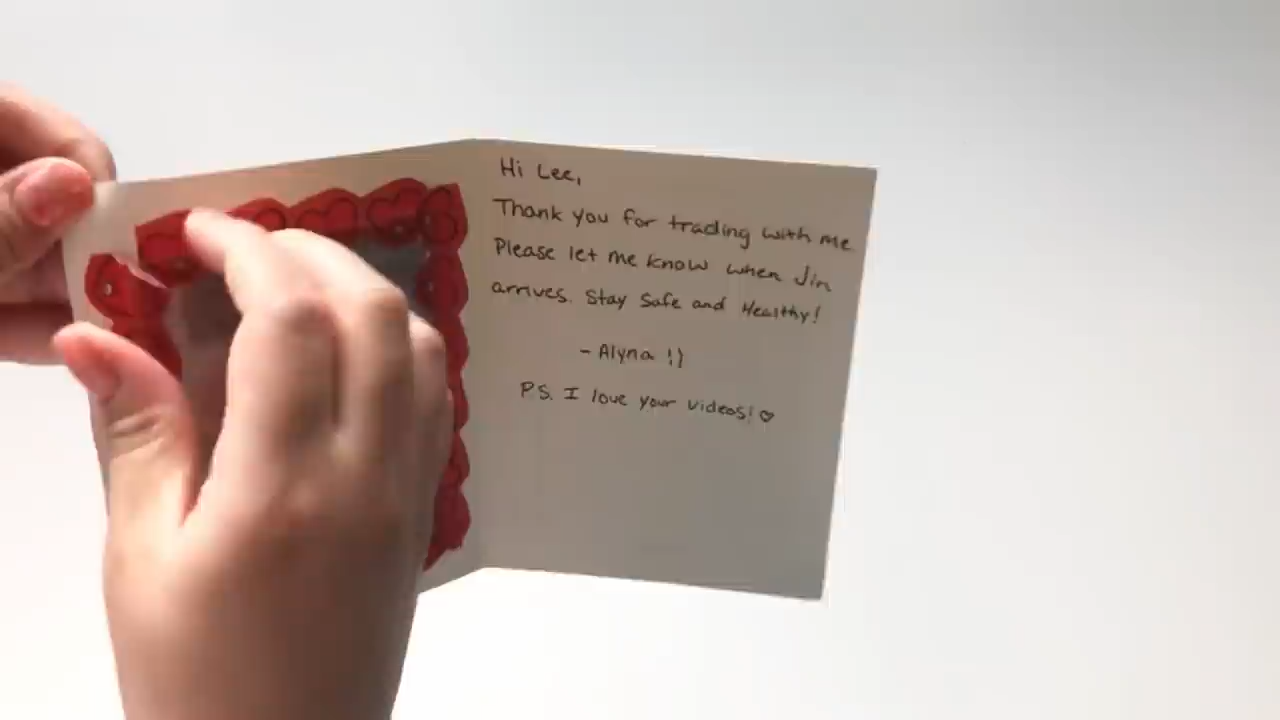 Hi Lee,
Thank you for trading with me
Please let me know when Jin
arrives. Stay Safe and Healthy!
- Alyna :)
P.S. I love your videos! ♡